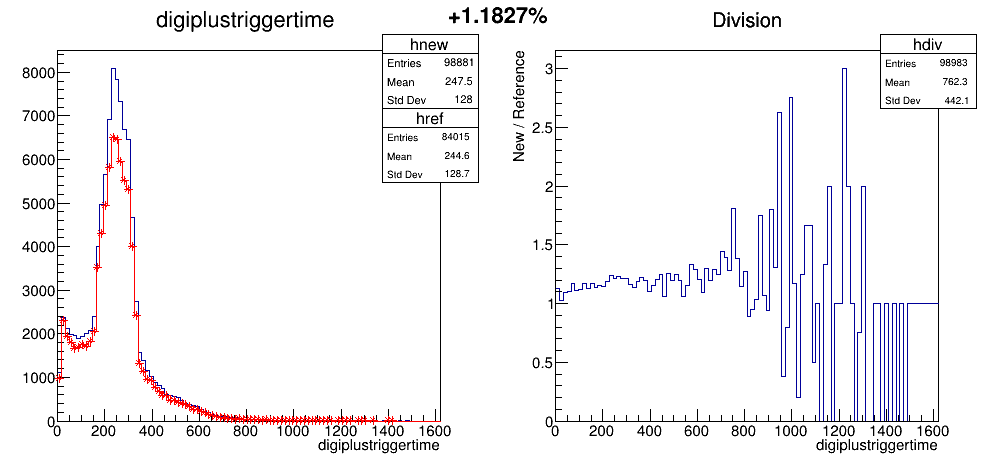 digiplustriggertime
+1.1827%
Division
hnew
Entries 98881
Mean 247.5
Std Dev 128
href
Entries 84015
Mean 244.6
Std Dev 128.7
8000
7000
6000
5000
4000
3000
2000
1000
0
0 200 400 600 800 1000 1200 1400 1600
digiplustriggertime
hdiv
Entries 98983
Mean 762.3
Std Dev 442.1
New / Reference
3
2.5
2
1.5
1
0.5
0
0 200 400 600 800 1000 1200 1400 1600
digiplustriggertime